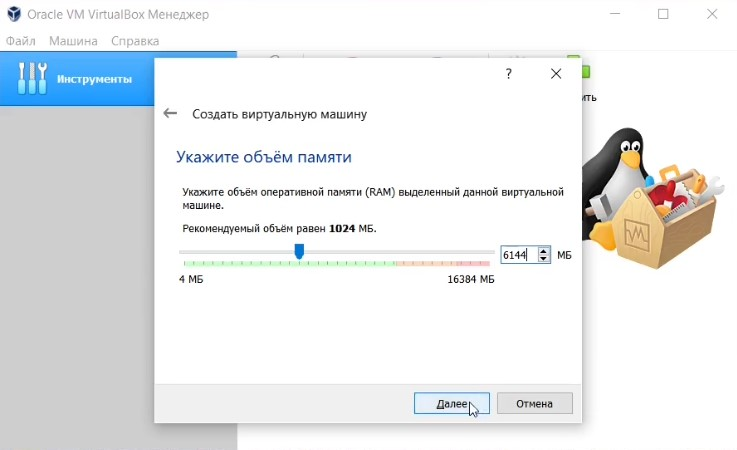 Oracle VM VirtualBox Менеджер
Файл Машина Справка
Инструменты
?
Создать виртуальную машину
Укажите объём памяти
Укажите объём оперативной памяти (RAM) выделенный данной виртуальной
машине.
Рекомендуемый объём равен 1024 МБ.
6144 МБ
4 МБ 16384 МБ
Далее Отмена